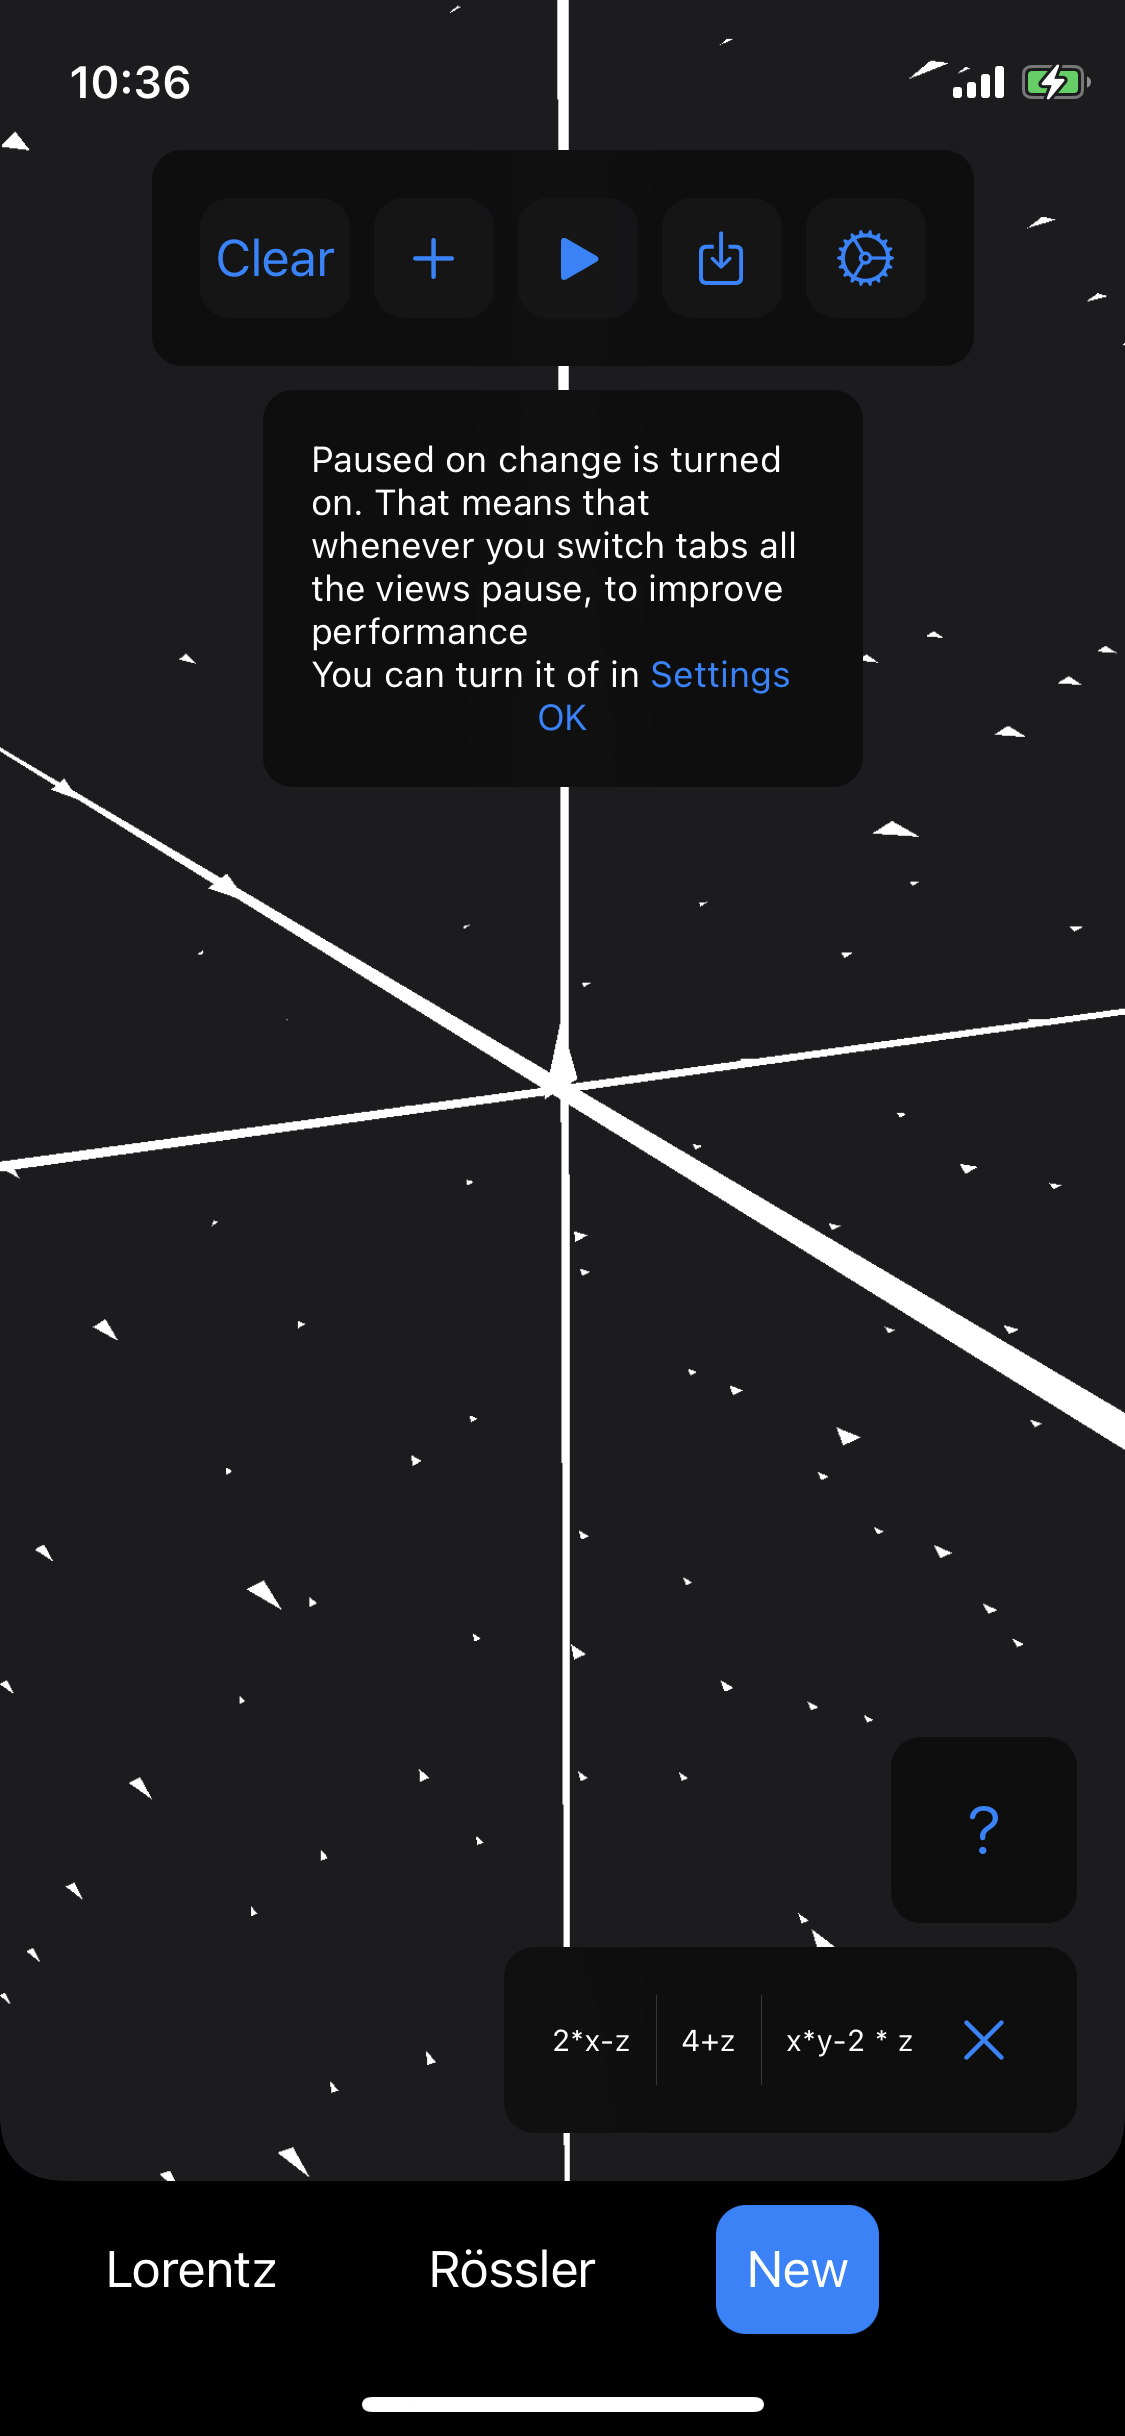 10:36
Clear
Paused on change is turned
on. That means that
whenever you switch tabs all
the views pause, to improve
performance
You can turn it of in Settings
OK
?
2*x-z 4+z x*y-2 * z
Lorentz Rössler New